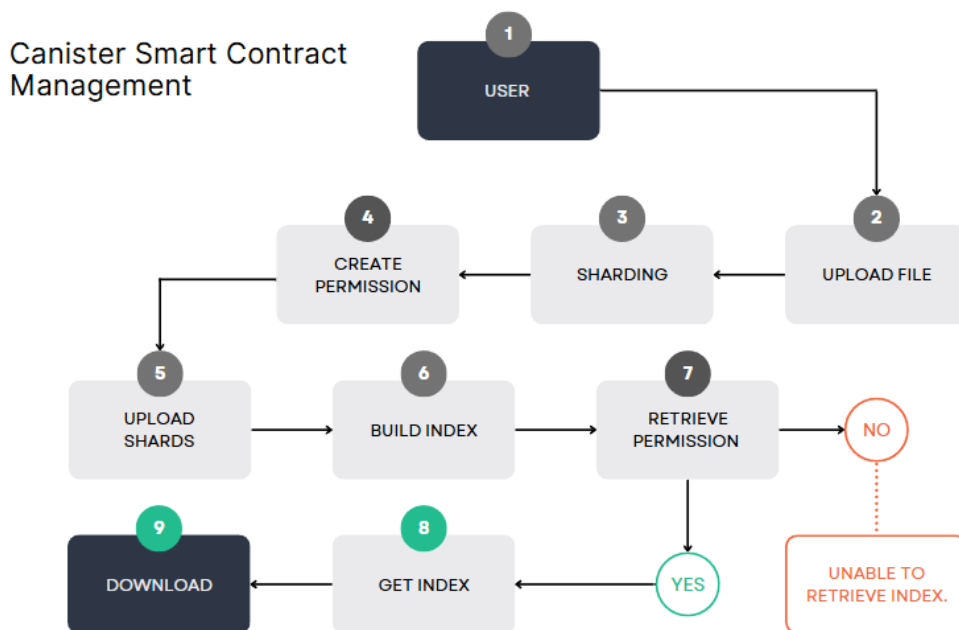 Canister Smart Contract
Management
1
USER
2
UPLOAD FILE
3
SHARDING
4
CREATE
PERMISSION
5
UPLOAD
SHARDS
6
BUILD INDEX
7
RETRIEVE
PERMISSION
NO
UNABLE TO
RETRIEVE INDEX.
YES
8
GET INDEX
9
DOWNLOAD